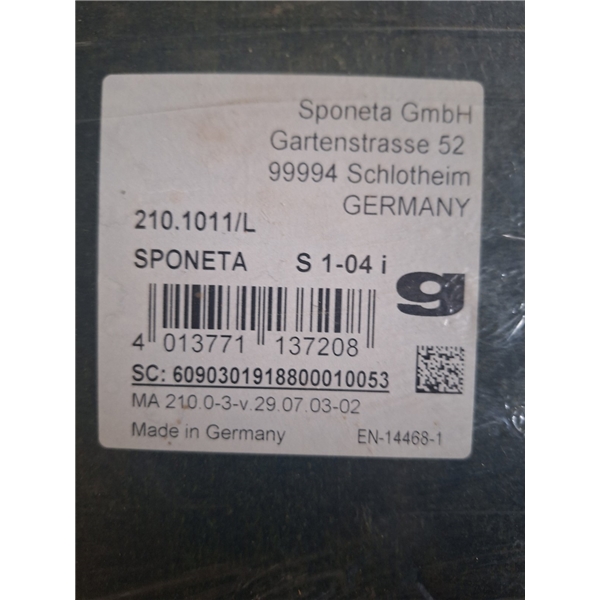 Sponeta GmbH
Gartenstrasse 52
99994 Schlotheim
GERMANY
210.1011/L
SPONETA S 1-04 i
4 013771 137208
SC: 6090301918800010053
MA 210.0-3-v.29.07.03-02
Made in Germany EN-14468-1